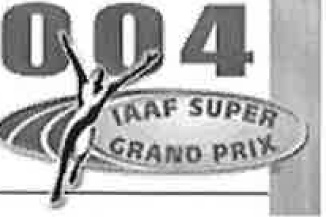 004
IAAF SUPER
GRAND PRIX